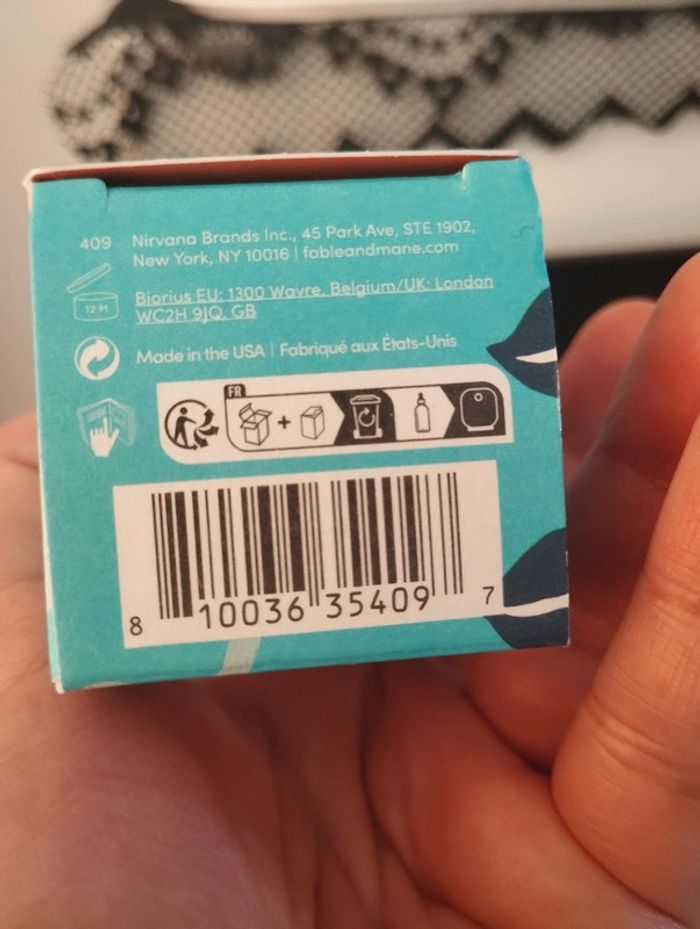 409 Nirvana Brands Inc., 45 Park Ave, STE 1902,
New York, NY 10016 | fableandmane.com
12 M
Bjorius EU: 1300 Wavre, Belgium/UK: London
WC2H 9JQ, GB
Made in the USA | Fabriqué aux États-Unis
FR
+
8 10036 35409 7